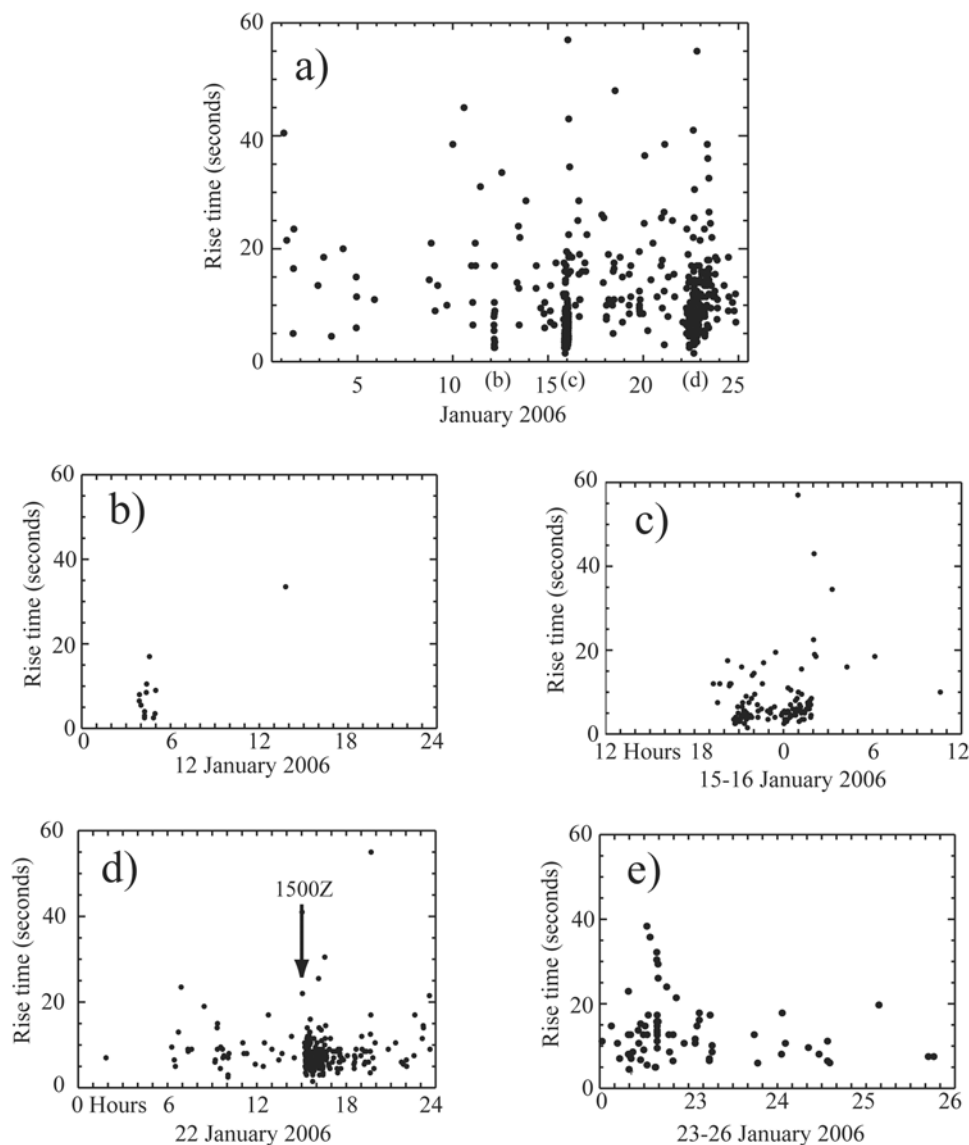 a)
Rise time (seconds)
60
40
20
0
5 10 (b) 15 (c) 20 (d) 25
January 2006
b)
Rise time (seconds)
60
40
20
0
0 6 12 18 24
12 January 2006
c)
Rise time (seconds)
60
40
20
0
12 Hours 18 0 6 12
15-16 January 2006
d)
1500Z
Rise time (seconds)
60
40
20
0
0 Hours 6 12 18 24
22 January 2006
e)
Rise time (seconds)
60
40
20
0
0 23 24 25 26
23-26 January 2006